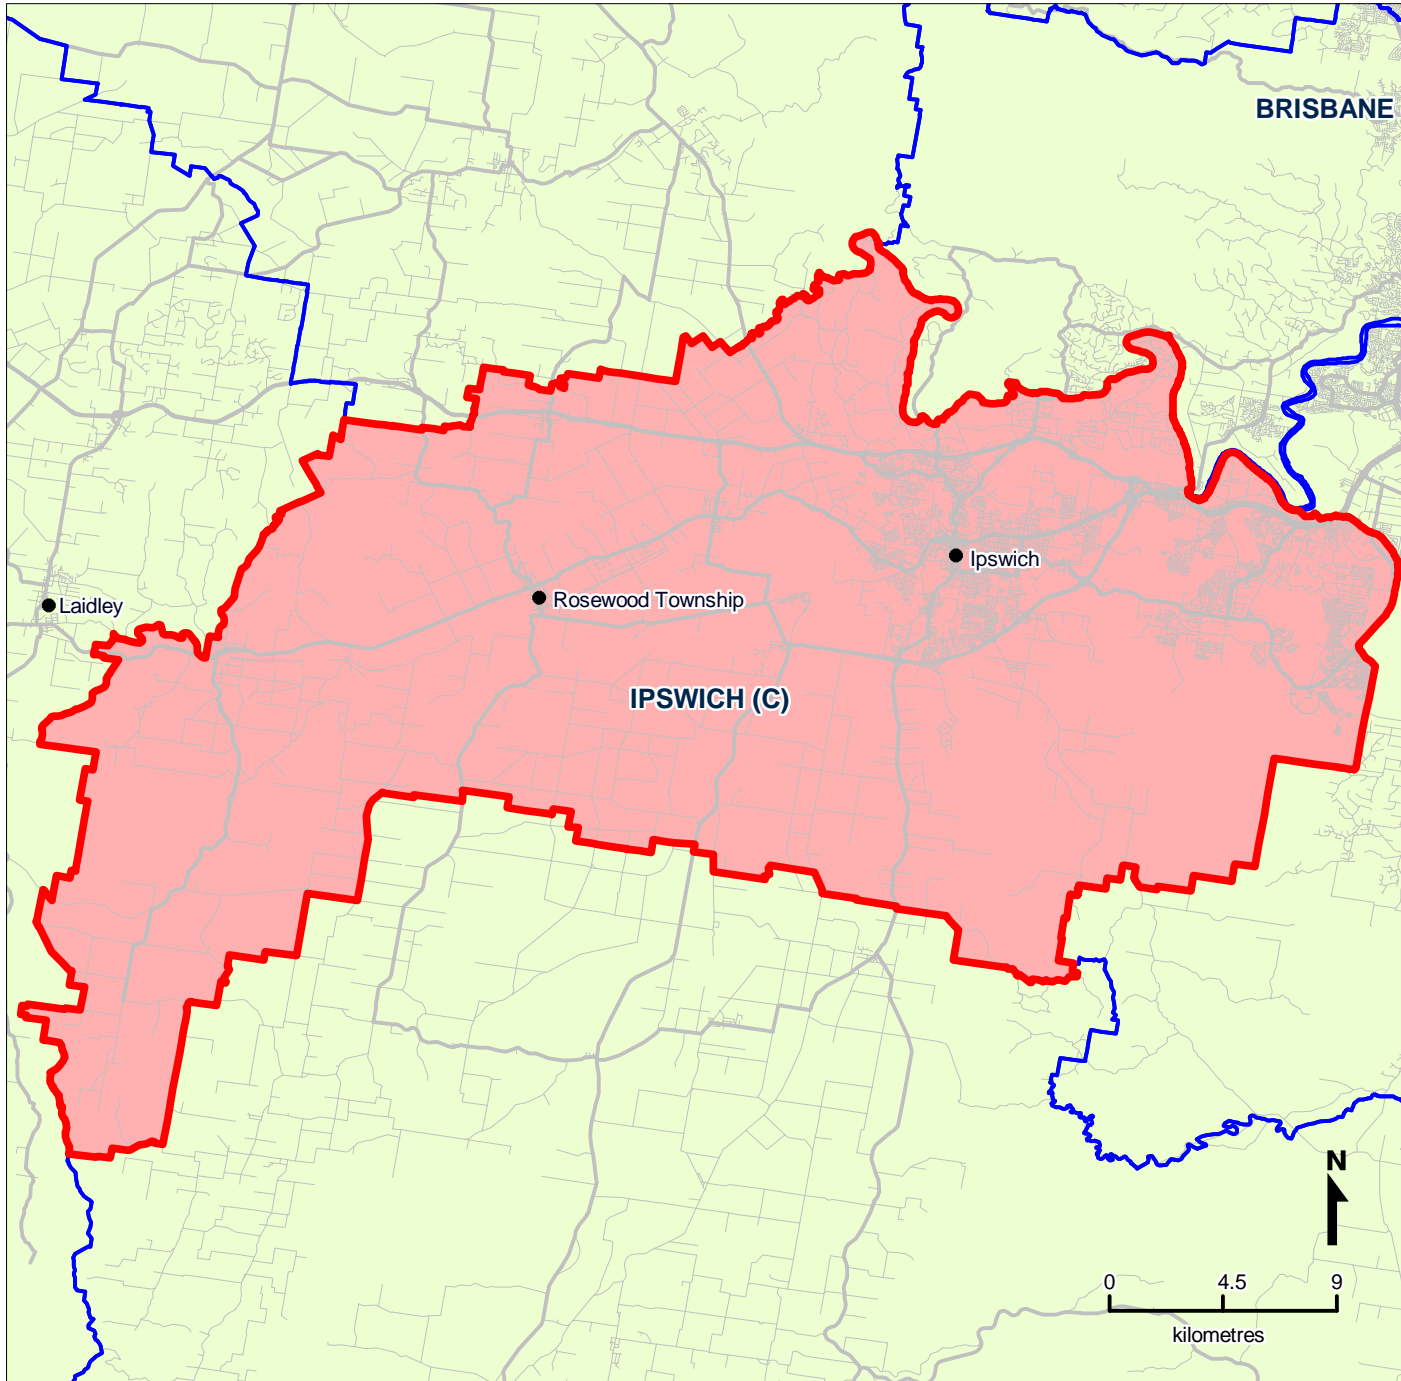 BRISBANE
Ipswich
Rosewood Township
Laidley
IPSWICH (C)
N
0 4.5 9
kilometres